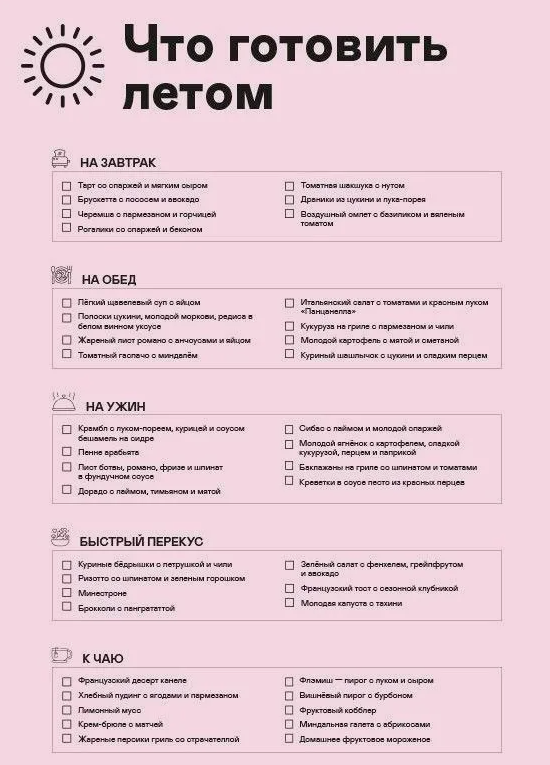 Что готовить
летом
НА ЗАВТРАК
Тарт со спаржей и мягким сыром
Брускетта с лососем и авокадо
Черемша с пармезаном и горчицей
Рогалики со спаржей и беконом
Томатная шакшука с нутом
Драники из цукини и лука-порея
Воздушный омлет с базиликом и вяленым
томатом
НА ОБЕД
Лёгкий щавелевый суп с яйцом
Полоски цукини, молодой моркови, редиса в
белом винном уксусе
Жареный лист романо с анчоусами и яйцом
Томатный гаспачо с миндалём
Итальянский салат с томатами и красным луком
«Панцанелла»
Кукуруза на гриле с пармезаном и чили
Молодой картофель с мятой и сметаной
Куриный шашлычок с цукини и сладким перцем
НА УЖИН
Крамбл с луком-пореем, курицей и соусом
бешамель на сидре
Пенне арабьята
Лист ботвы, романо, фризе и шпинат
в фундучном соусе
Дорадо с лаймом, тимьяном и мятой
Сибас с лаймом и молодой спаржей
Молодой ягнёнок с картофелем, сладкой
кукурузой, перцем и паприкой
Баклажаны на гриле со шпинатом и томатами
Креветки в соусе песто из красных перцев
БЫСТРЫЙ ПЕРЕКУС
Куриные бёдрышки с петрушкой и чили
Ризотто со шпинатом и зеленым горошком
Минестроне
Брокколи с панграттатой
Зелёный салат с фенхелем, грейпфрутом
и авокадо
Французский тост с сезонной клубникой
Молодая капуста с тахини
К ЧАЮ
Французский десерт канеле
Хлебный пудинг с ягодами и пармезаном
Лимонный мусс
Крем-брюле с матчей
Жареные персики гриль со страчателлой
Флэмиш — пирог с луком и сыром
Вишнёвый пирог с бурбоном
Фруктовый кобблер
Миндальная галета с абрикосами
Домашнее фруктовое мороженое